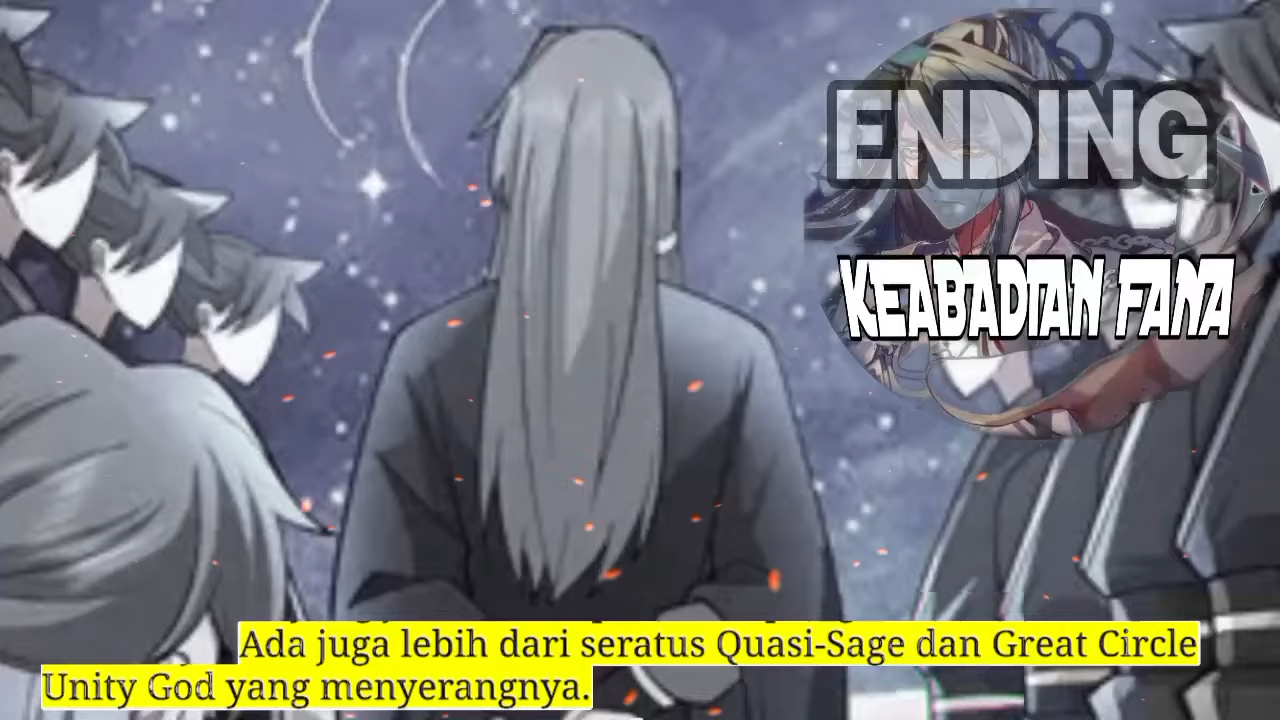 ENDING
KEABADIAN FANA
Ada juga lebih dari seratus Quasi-Sage dan Great Circle
Unity God yang menyerangnya.